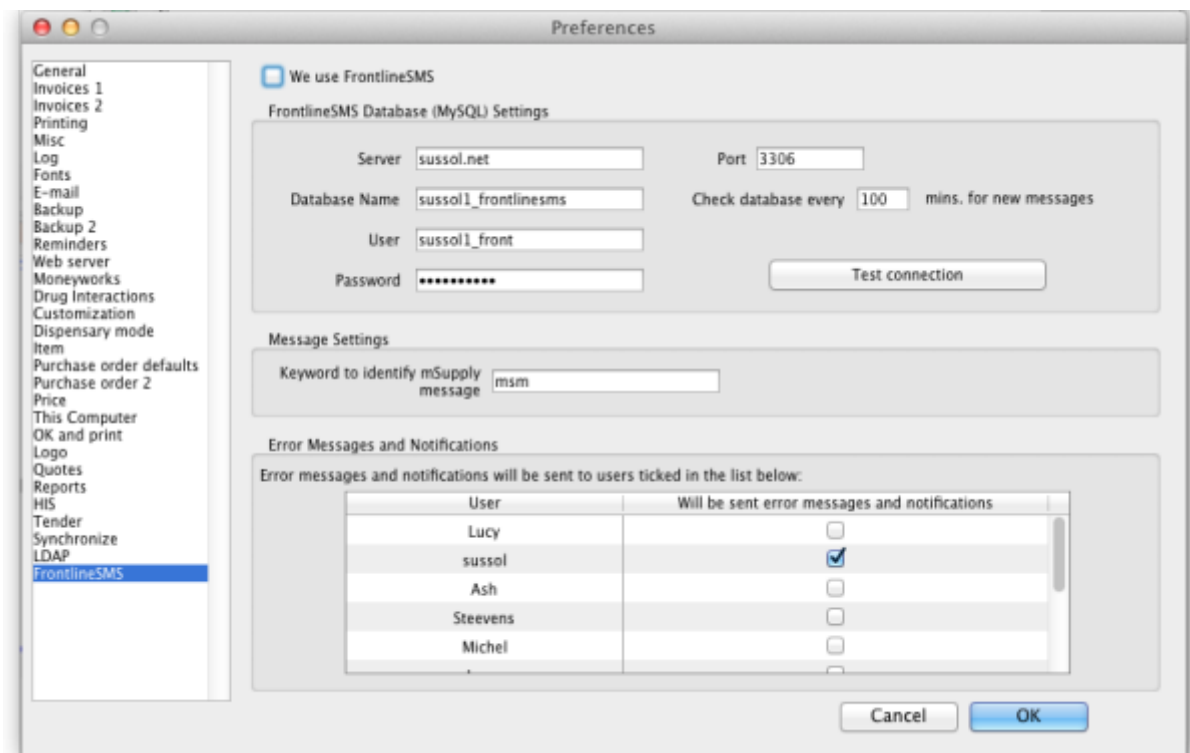 Preferences
General
Invoices 1
Invoices 2
Printing
Misc
Log
Fonts
E-mail
Backup
Backup 2
Reminders
Web server
Moneyworks
Drug Interactions
Customization
Dispensary mode
Item
Purchase order defaults
Purchase order 2
Price
This Computer
OK and print
Logo
Quotes
Reports
HIS
Tender
Synchronize
LDAP
FrontlineSMS
We use FrontlineSMS
FrontlineSMS Database (MySQL) Settings
Server sussol.net Port 3306
Database Name sussol1_frontlinesms Check database every 100 mins. for new messages
User sussol1_front
Password •••••••••• Test connection
Message Settings
Keyword to identify mSupply
message msm
Error Messages and Notifications
Error messages and notifications will be sent to users ticked in the list below:
User Will be sent error messages and notifications
Lucy
sussol
Ash
Steevens
Michel
Cancel OK